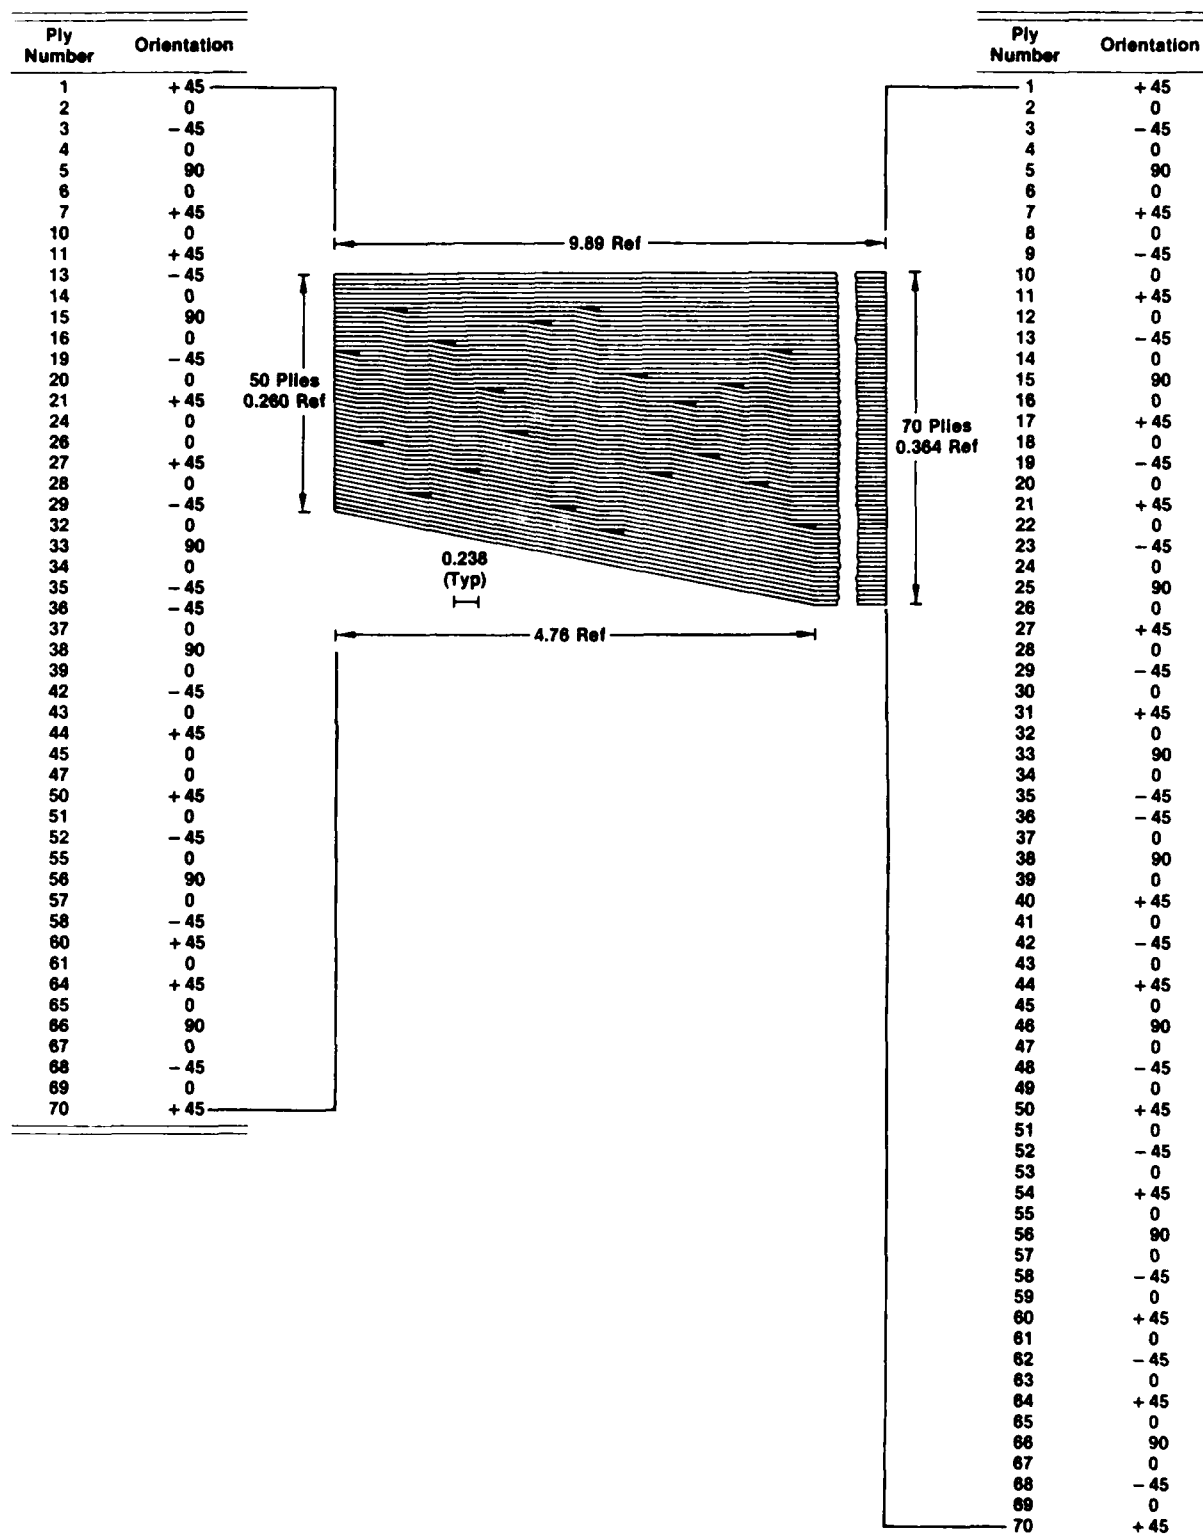 Ply Number Orientation
1 + 45
2 0
3 - 45
4 0
5 90
6 0
7 + 45
10 0
11 + 45
13 - 45
14 0
15 90
16 0
19 - 45
20 0
21 + 45
24 0
26 0
27 + 45
28 0
29 - 45
32 0
33 90
34 0
35 - 45
36 - 45
37 0
38 90
39 0
42 - 45
43 0
44 + 45
45 0
47 0
50 + 45
51 0
52 - 45
55 0
56 90
57 0
58 - 45
60 + 45
61 0
64 + 45
65 0
66 90
67 0
68 - 45
69 0
70 + 45
9.89 Ref
50 Plies
0.260 Ref
70 Plies
0.364 Ref
0.238
(Typ)
4.76 Ref
Ply Number Orientation
1 + 45
2 0
3 - 45
4 0
5 90
6 0
7 + 45
8 0
9 - 45
10 0
11 + 45
12 0
13 - 45
14 0
15 90
16 0
17 + 45
18 0
19 - 45
20 0
21 + 45
22 0
23 - 45
24 0
25 90
26 0
27 + 45
28 0
29 - 45
30 0
31 + 45
32 0
33 90
34 0
35 - 45
36 - 45
37 0
38 90
39 0
40 + 45
41 0
42 - 45
43 0
44 + 45
45 0
46 90
47 0
48 - 45
49 0
50 + 45
51 0
52 - 45
53 0
54 + 45
55 0
56 90
57 0
58 - 45
59 0
60 + 45
61 0
62 - 45
63 0
64 + 45
65 0
66 90
67 0
68 - 45
69 0
70 + 45